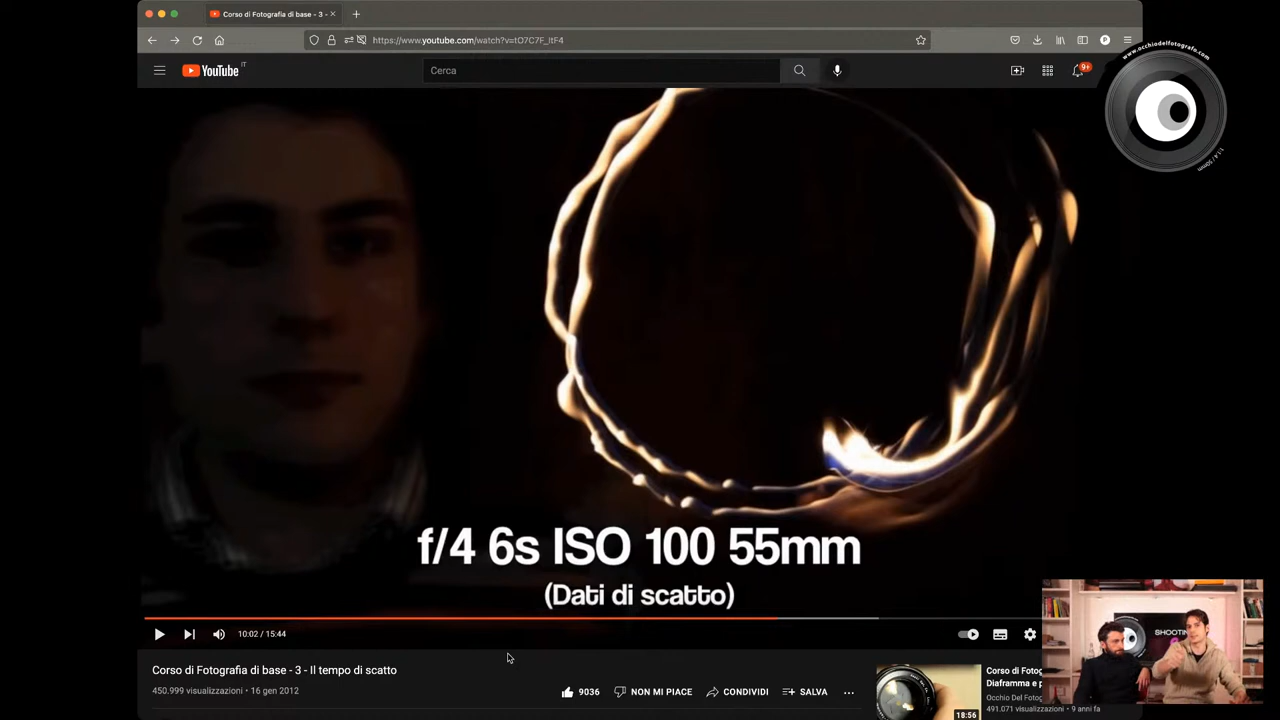 Corso di Fotografia di base - 3 -
https://www.youtube.com/watch?v=tO7C7F_ltF4
YouTube IT
Cerca
9+
P
www.occhiodelfotografo.com
f:1.4 / 50mm
f/4 6s ISO 100 55mm
(Dati di scatto)
10:02 / 15:44
SHOOTIN
Corso di Fotografia di base - 3 - Il tempo di scatto
450.999 visualizzazioni • 16 gen 2012
9036
NON MI PIACE
CONDIVIDI
SALVA
18:56
Corso di Fotog
Diaframma e p
Occhio Del Fotog
491.071 visualizzazioni • 9 anni fa